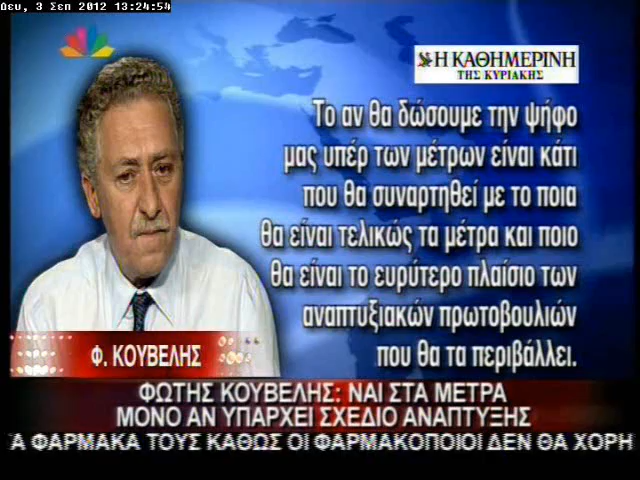 Δευ, 3 Σεπ 2012 13:24:54
Η ΚΑΘΗΜΕΡΙΝΗ
ΤΗΣ ΚΥΡΙΑΚΗΣ
Το αν θα δώσουμε την ψήφο
μας υπέρ των μέτρων είναι κάτι
που θα συναρτηθεί με το ποια
θα είναι τελικώς τα μέτρα και ποιο
θα είναι το ευρύτερο πλαίσιο των
αναπτυξιακών πρωτοβουλιών
που θα τα περιβάλλει.
Φ. ΚΟΥΒΕΛΗΣ
ΦΩΤΗΣ ΚΟΥΒΕΛΗΣ: ΝΑΙ ΣΤΑ ΜΕΤΡΑ
ΜΟΝΟ ΑΝ ΥΠΑΡΧΕΙ ΣΧΕΔΙΟ ΑΝΑΠΤΥΞΗΣ
Α ΦΑΡΜΑΚΑ ΤΟΥΣ ΚΑΘΩΣ ΟΙ ΦΑΡΜΑΚΟΠΟΙΟΙ ΔΕΝ ΘΑ ΧΟΡΗ